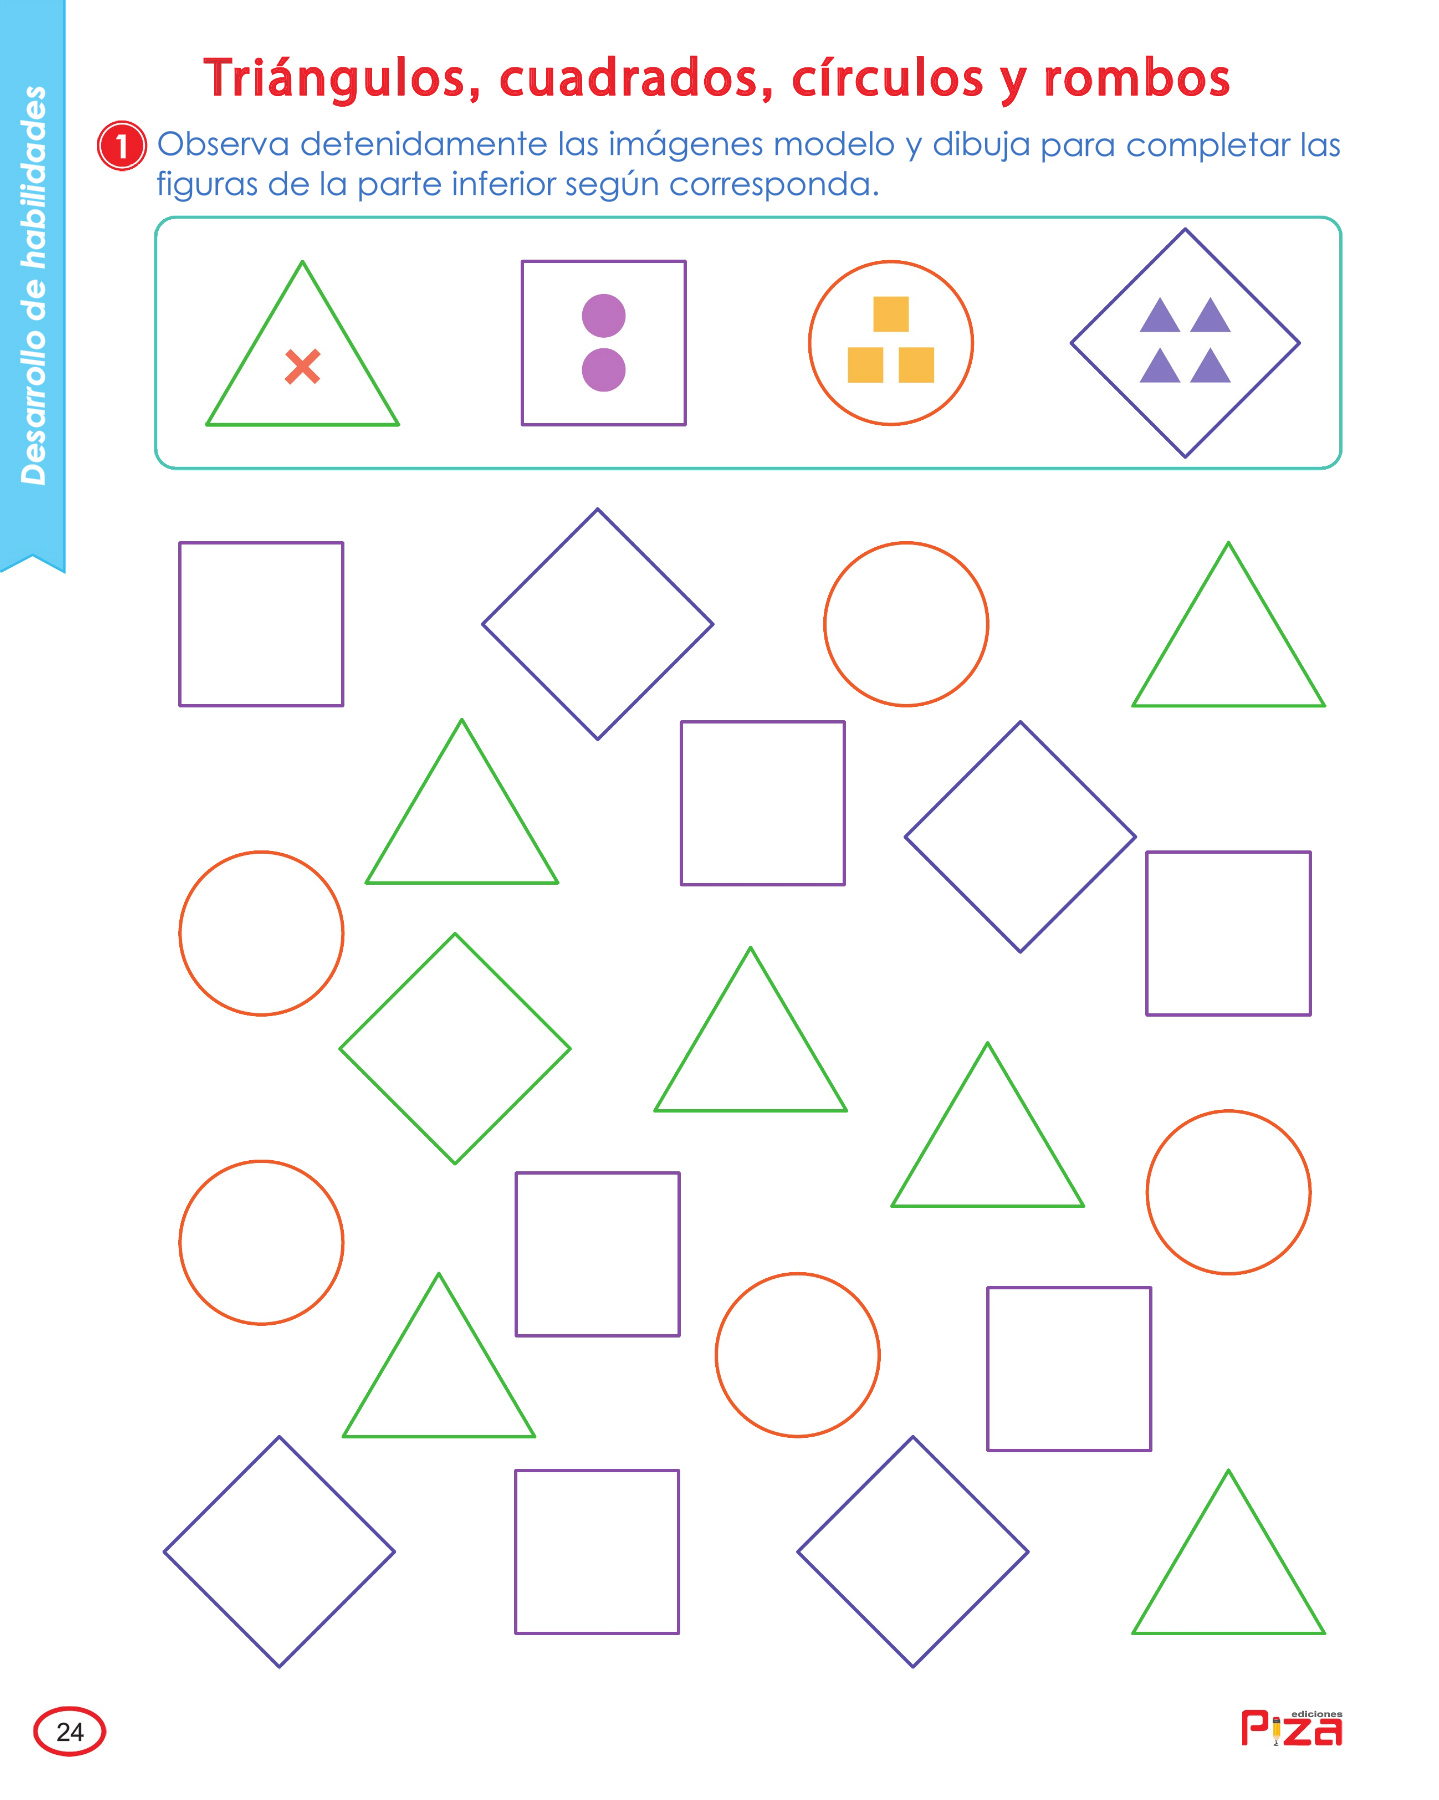 Desarrollo de habilidades
Triángulos, cuadrados, círculos y rombos
1 Observa detenidamente las imágenes modelo y dibuja para completar las
figuras de la parte inferior según corresponda.
24
ediciones
Piza